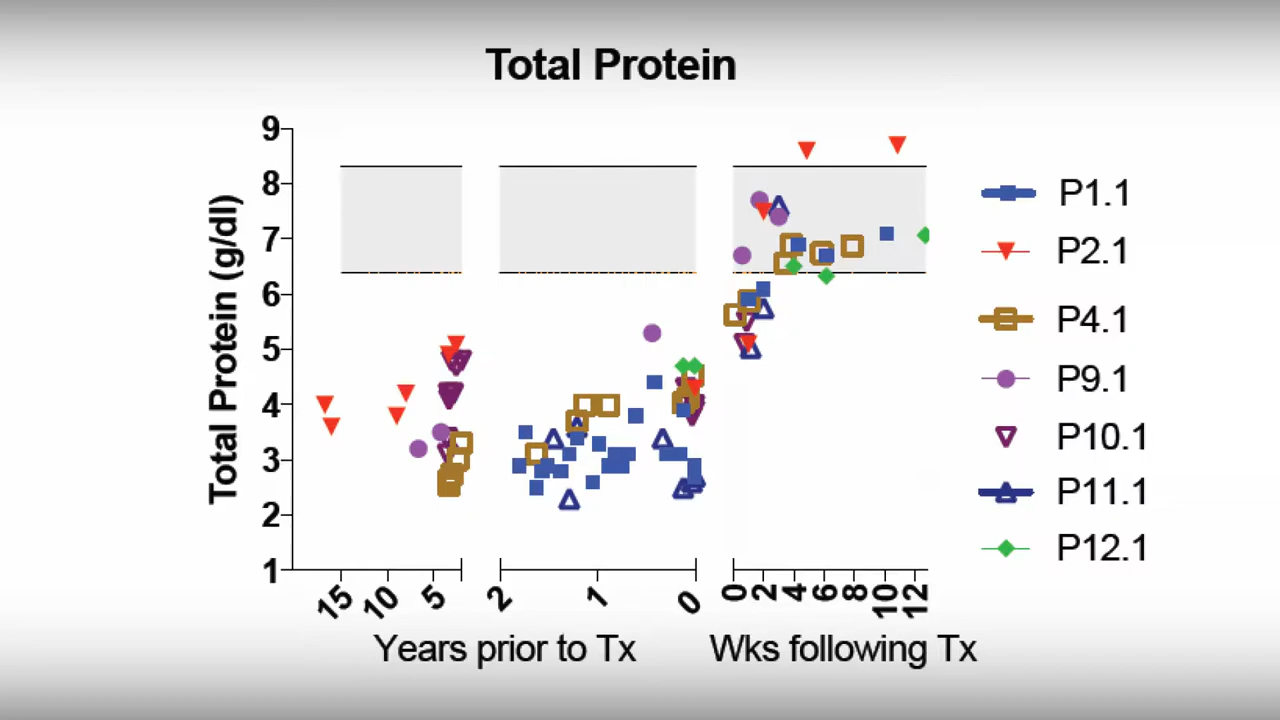 Total Protein
Total Protein (g/dl)
9
8
7
6
5
4
3
2
1
15 10 5 2 1 0 0 2 4 6 8 10 12
Years prior to Tx Wks following Tx
P1.1
P2.1
P4.1
P9.1
P10.1
P11.1
P12.1